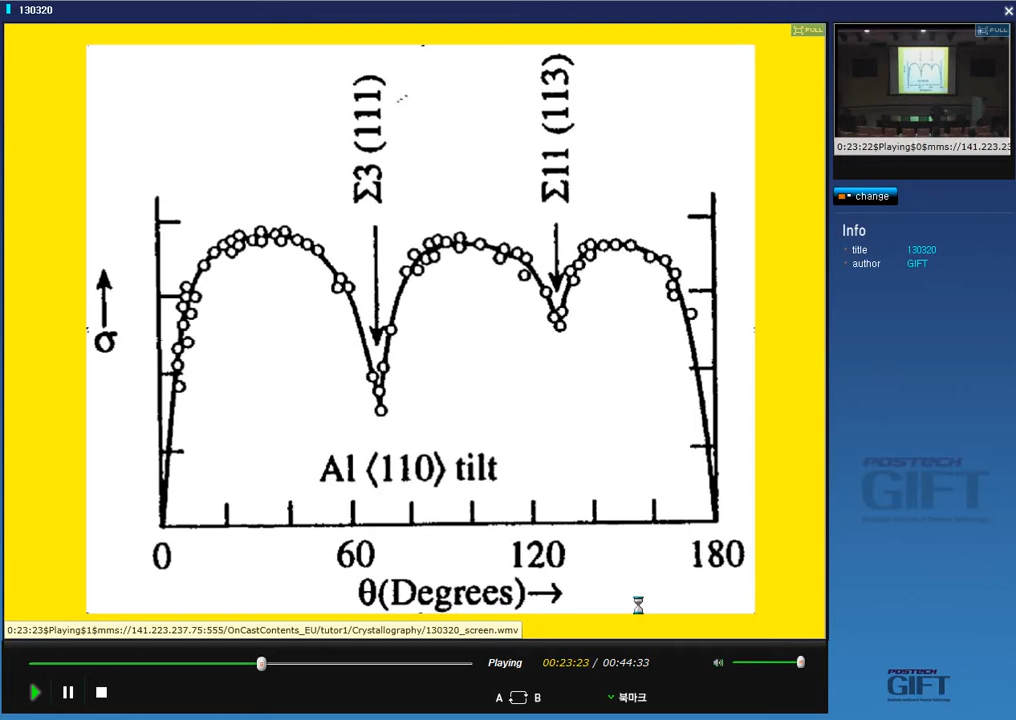 130320
FULL
FULL
Σ3 (111)
Σ11 (113)
σ
Al ⟨110⟩ tilt
0 60 120 180
θ(Degrees)→
0:23:22$Playing$0$mms://141.223.23
change
Info
title 130320
author GIFT
POSTECH
GIFT
0:23:23$Playing$1$mms://141.223.237.75:555/OnCastContents_EU/tutor1/Crystallography/130320_screen.wmv
Playing 00:23:23 / 00:44:33
A B 북마크
POSTECH
GIFT